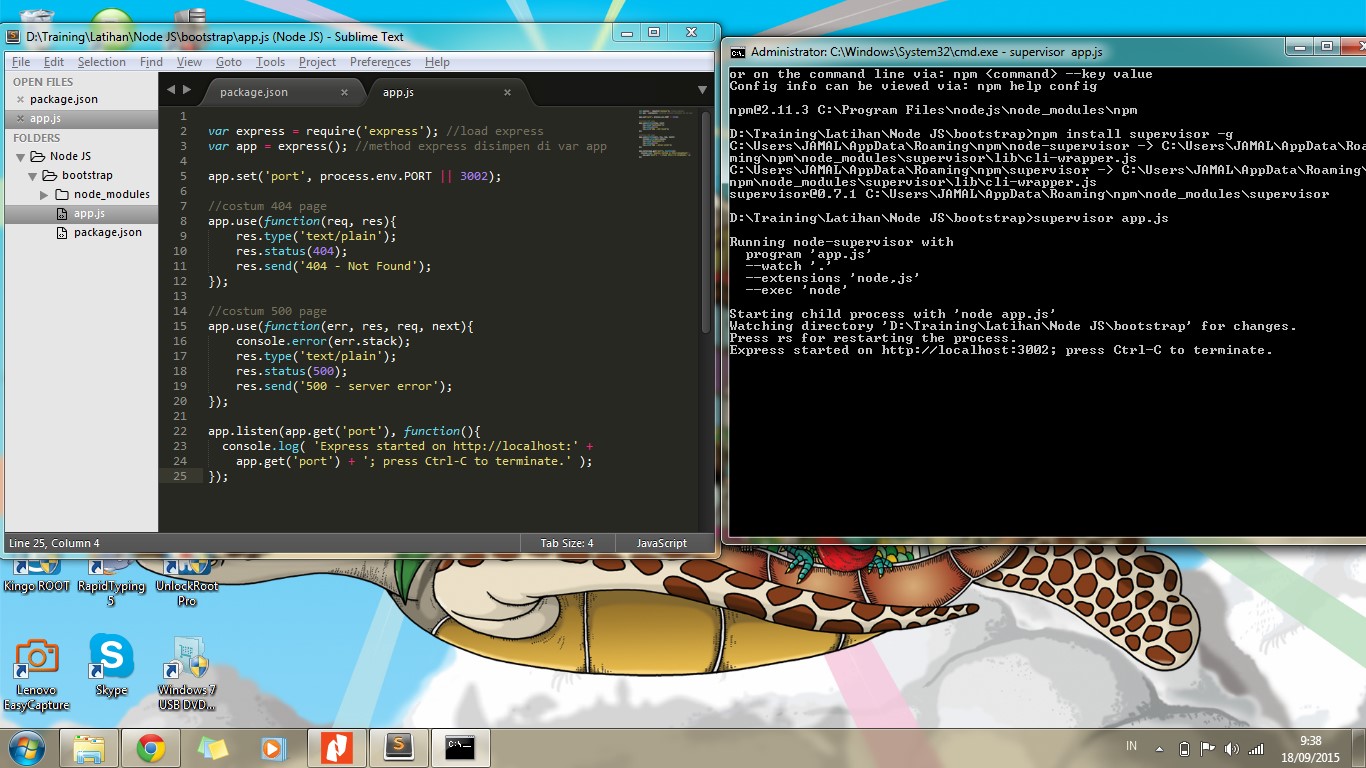 D:\Training\Latihan\Node JS\bootstrap\app.js (Node JS) - Sublime Text
File Edit Selection Find View Goto Tools Project Preferences Help
OPEN FILES
package.json
app.js
FOLDERS
Node JS
bootstrap
node_modules
app.js
package.json
package.json app.js
1
2 var express = require('express'); //load express
3 var app = express(); //method express disimpen di var app
4
5 app.set('port', process.env.PORT || 3002);
6
7 //costum 404 page
8 app.use(function(req, res){
9 res.type('text/plain');
10 res.status(404);
11 res.send('404 - Not Found');
12 });
13
14 //costum 500 page
15 app.use(function(err, res, req, next){
16 console.error(err.stack);
17 res.type('text/plain');
18 res.status(500);
19 res.send('500 - server error');
20 });
21
22 app.listen(app.get('port'), function(){
23 console.log( 'Express started on http://localhost:' +
24 app.get('port') + '; press Ctrl-C to terminate.' );
25 });
Line 25, Column 4 Tab Size: 4 JavaScript
Administrator: C:\Windows\System32\cmd.exe - supervisor app.js
or on the command line via: npm <command> --key value
Config info can be viewed via: npm help config
npm@2.11.3 C:\Program Files\nodejs\node_modules\npm
D:\Training\Latihan\Node JS\bootstrap>npm install supervisor -g
C:\Users\JAMAL\AppData\Roaming\npm\node-supervisor -> C:\Users\JAMAL\AppData\Roa
ming\npm\node_modules\supervisor\lib\cli-wrapper.js
C:\Users\JAMAL\AppData\Roaming\npm\supervisor -> C:\Users\JAMAL\AppData\Roaming\
npm\node_modules\supervisor\lib\cli-wrapper.js
supervisor@0.7.1 C:\Users\JAMAL\AppData\Roaming\npm\node_modules\supervisor
D:\Training\Latihan\Node JS\bootstrap>supervisor app.js
Running node-supervisor with
program 'app.js'
--watch '.'
--extensions 'node,js'
--exec 'node'
Starting child process with 'node app.js'
Watching directory 'D:\Training\Latihan\Node JS\bootstrap' for changes.
Press rs for restarting the process.
Express started on http://localhost:3002; press Ctrl-C to terminate.
Kingo ROOT RapidTyping 5 UnlockRoot Pro
Lenovo EasyCapture Skype Windows 7 USB DVD...
IN
9:38
18/09/2015